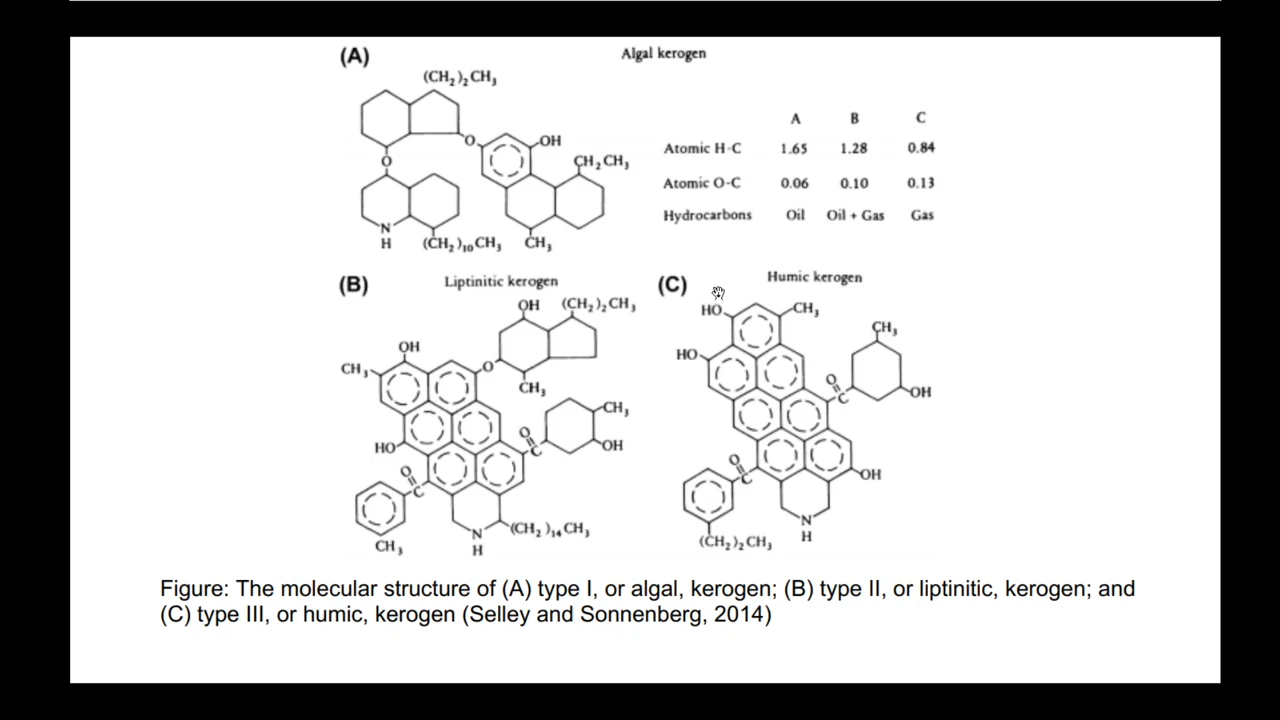 (A)
Algal kerogen
(CH₂)₂CH₃
O
OH
CH₂CH₃
O
N
H
(CH₂)₁₀CH₃
CH₃
A B C
Atomic H-C 1.65 1.28 0.84
Atomic O-C 0.06 0.10 0.13
Hydrocarbons Oil Oil + Gas Gas
(B)
Liptinitic kerogen
OH
(CH₂)₂CH₃
OH
CH₃
O
CH₃
CH₃
O
C
OH
HO
O
C
CH₃
N
H
(CH₂)₁₄CH₃
(C)
Humic kerogen
HO
CH₃
HO
CH₃
O
C
OH
O
C
OH
N
H
(CH₂)₂CH₃
Figure: The molecular structure of (A) type I, or algal, kerogen; (B) type II, or liptinitic, kerogen; and
(C) type III, or humic, kerogen (Selley and Sonnenberg, 2014)